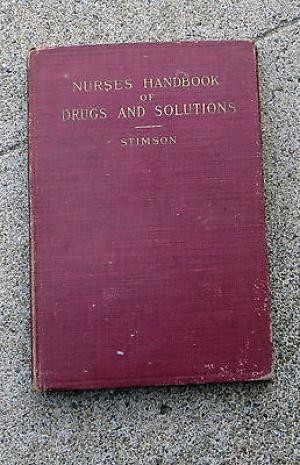 NURSES HANDBOOK
OF
DRUGS AND SOLUTIONS
STIMSON